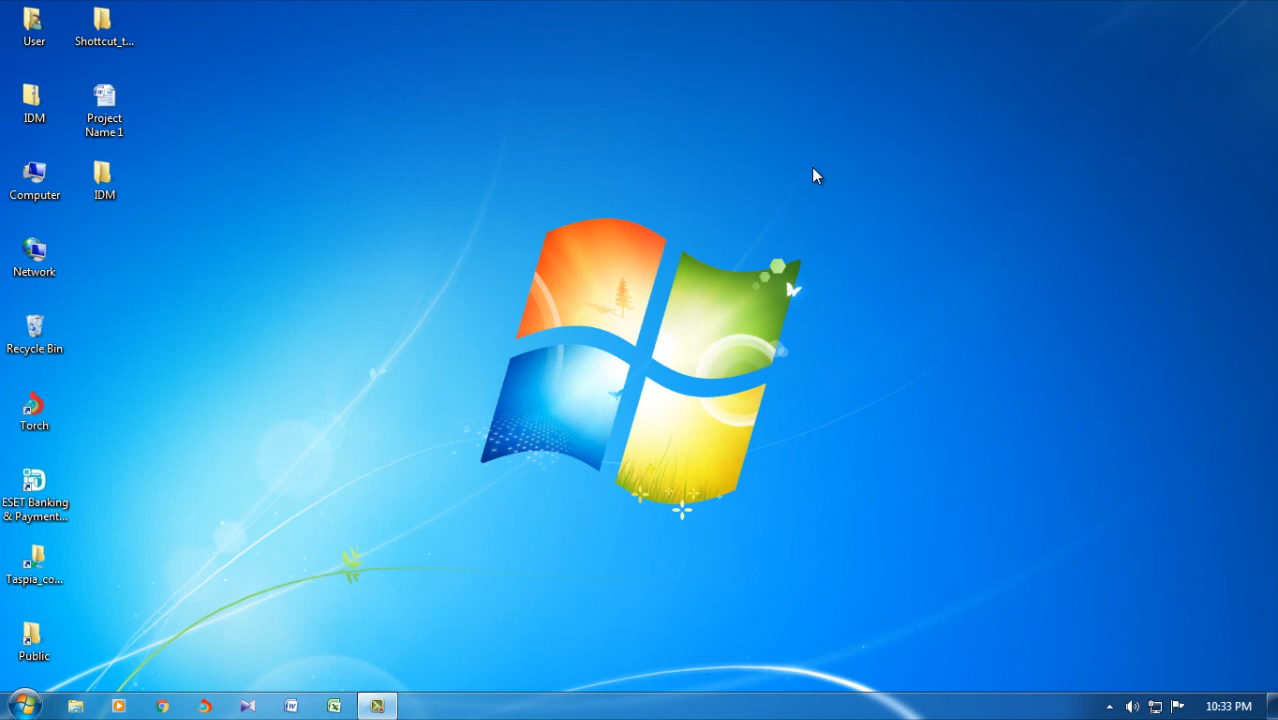 User
Shottcut_t...
IDM
Project
Name 1
Computer
IDM
Network
Recycle Bin
Torch
ESET Banking
& Payment...
Taspia_co...
Public
10:33 PM